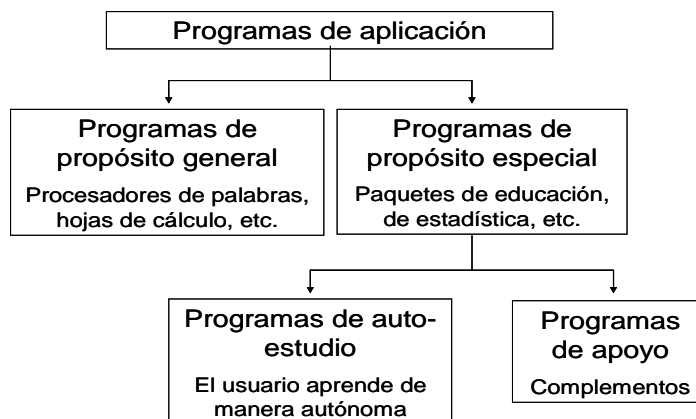 Programas de aplicación
Programas de
propósito general
Procesadores de palabras,
hojas de cálculo, etc.
Programas de
propósito especial
Paquetes de educación,
de estadística, etc.
Programas de auto-
estudio
El usuario aprende de
manera autónoma
Programas
de apoyo
Complementos